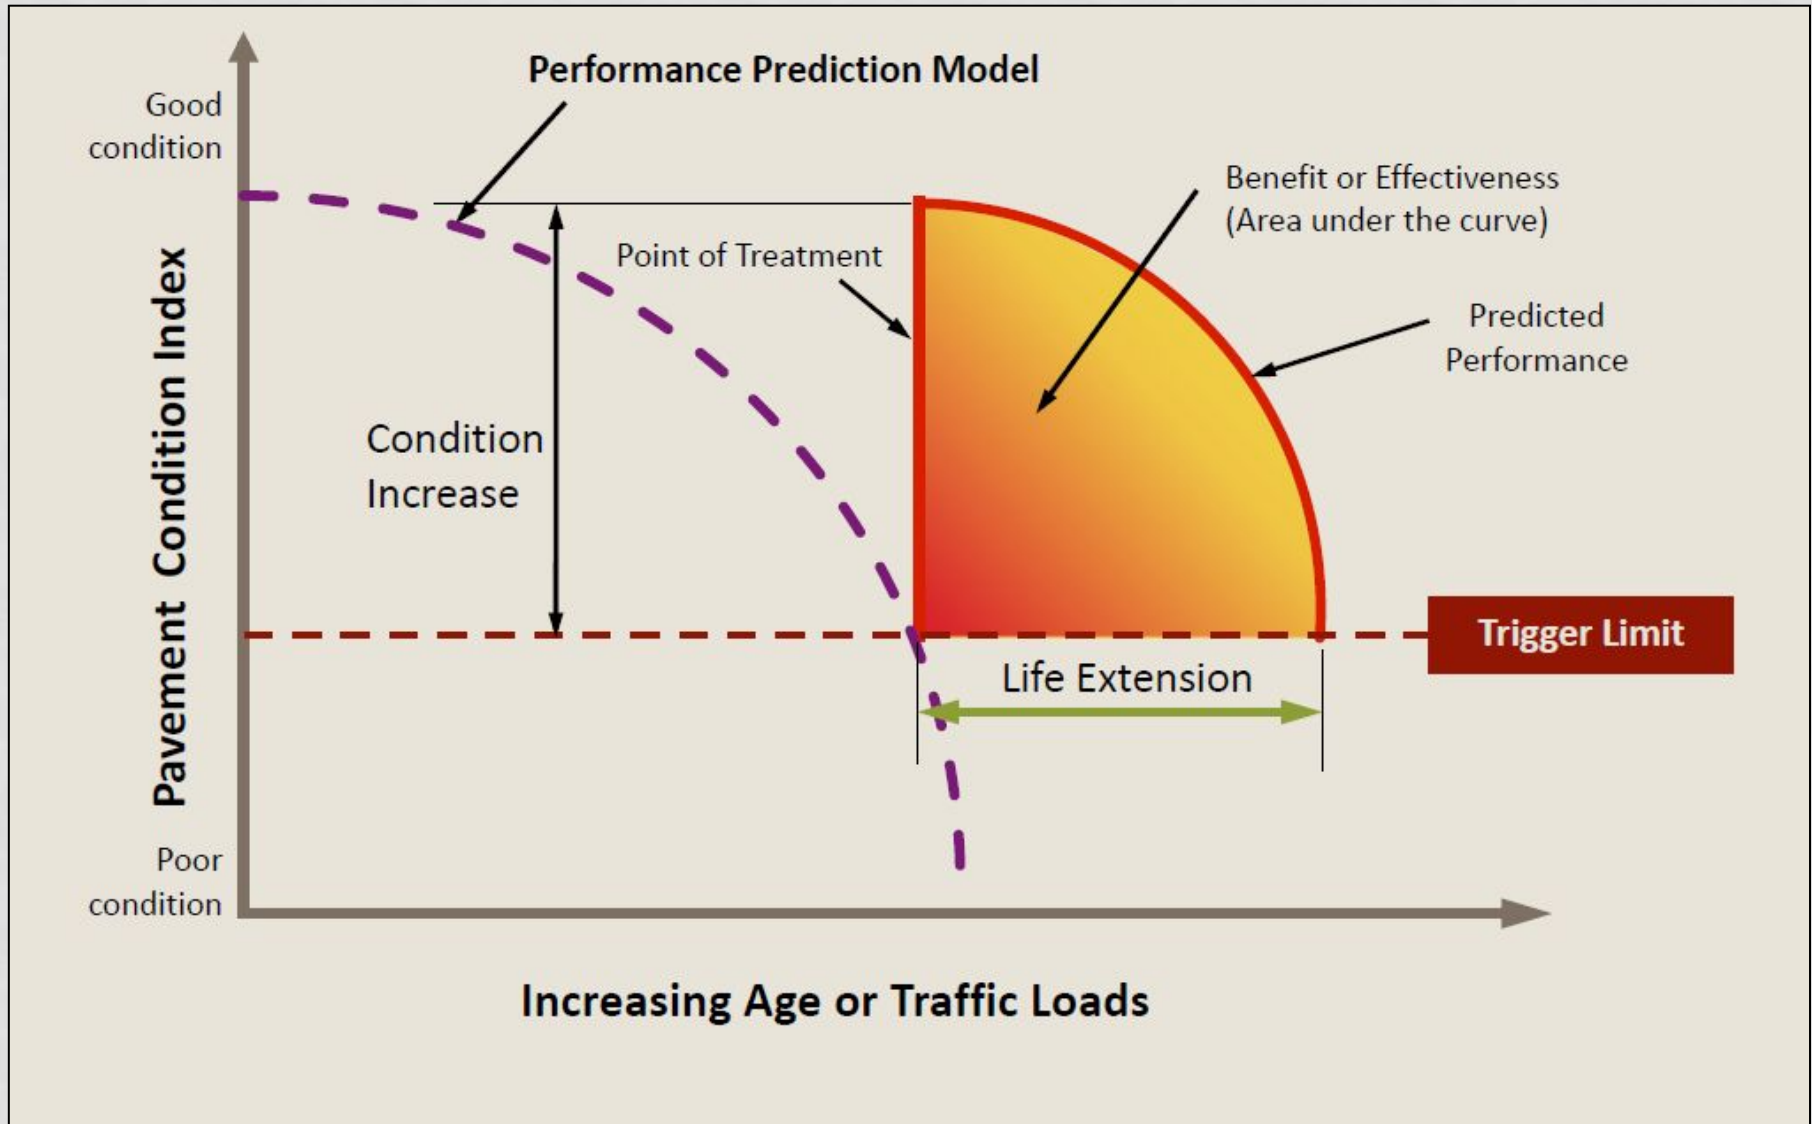 Performance Prediction Model
Good
condition
Benefit or Effectiveness
(Area under the curve)
Point of Treatment
Predicted
Performance
Condition
Increase
Pavement Condition Index
Trigger Limit
Life Extension
Poor
condition
Increasing Age or Traffic Loads